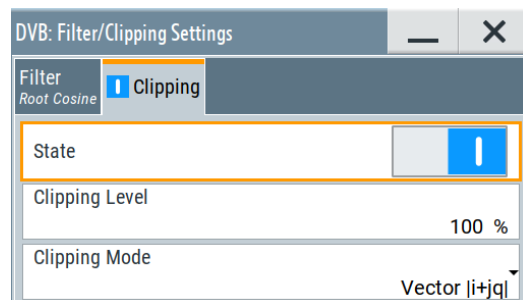 DVB: Filter/Clipping Settings
Filter
Root Cosine
Clipping
State
Clipping Level
100 %
Clipping Mode
Vector |i+jq|